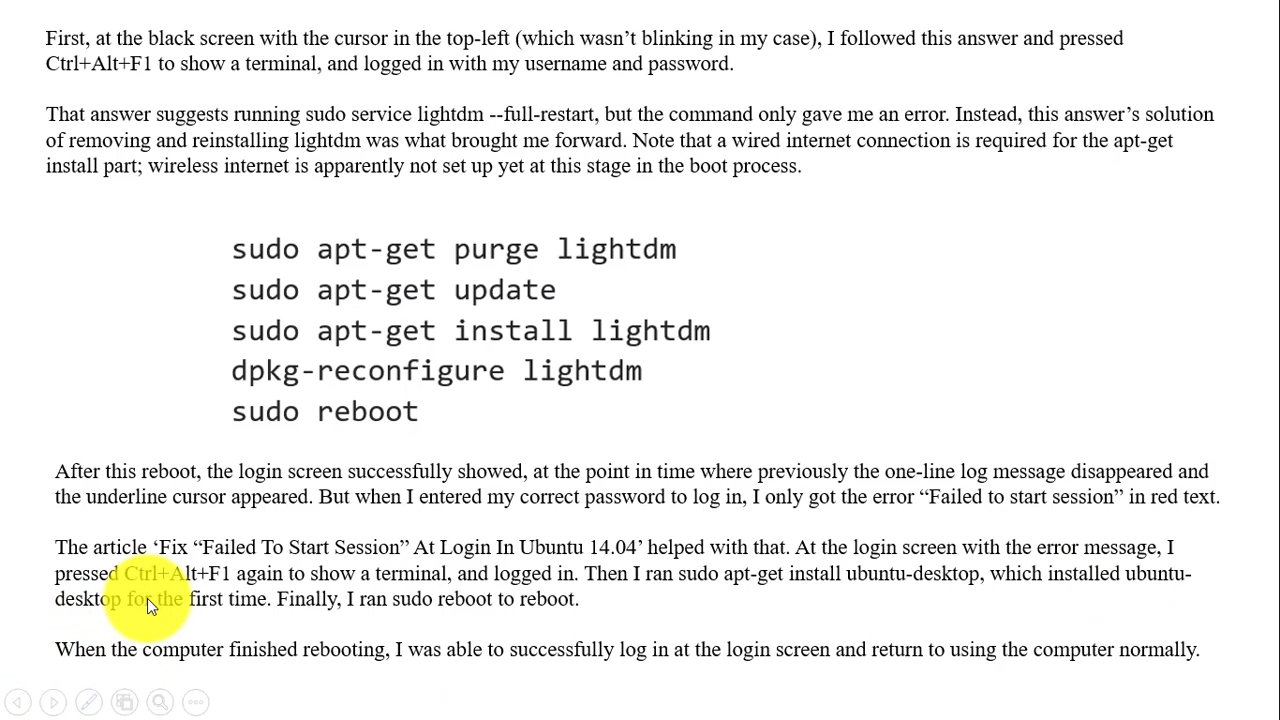 First, at the black screen with the cursor in the top-left (which wasn’t blinking in my case), I followed this answer and pressed
Ctrl+Alt+F1 to show a terminal, and logged in with my username and password.
That answer suggests running sudo service lightdm --full-restart, but the command only gave me an error. Instead, this answer’s solution
of removing and reinstalling lightdm was what brought me forward. Note that a wired internet connection is required for the apt-get
install part; wireless internet is apparently not set up yet at this stage in the boot process.
sudo apt-get purge lightdm
sudo apt-get update
sudo apt-get install lightdm
dpkg-reconfigure lightdm
sudo reboot
After this reboot, the login screen successfully showed, at the point in time where previously the one-line log message disappeared and
the underline cursor appeared. But when I entered my correct password to log in, I only got the error “Failed to start session” in red text.
The article ‘Fix “Failed To Start Session” At Login In Ubuntu 14.04’ helped with that. At the login screen with the error message, I
pressed Ctrl+Alt+F1 again to show a terminal, and logged in. Then I ran sudo apt-get install ubuntu-desktop, which installed ubuntu-
desktop for the first time. Finally, I ran sudo reboot to reboot.
When the computer finished rebooting, I was able to successfully log in at the login screen and return to using the computer normally.